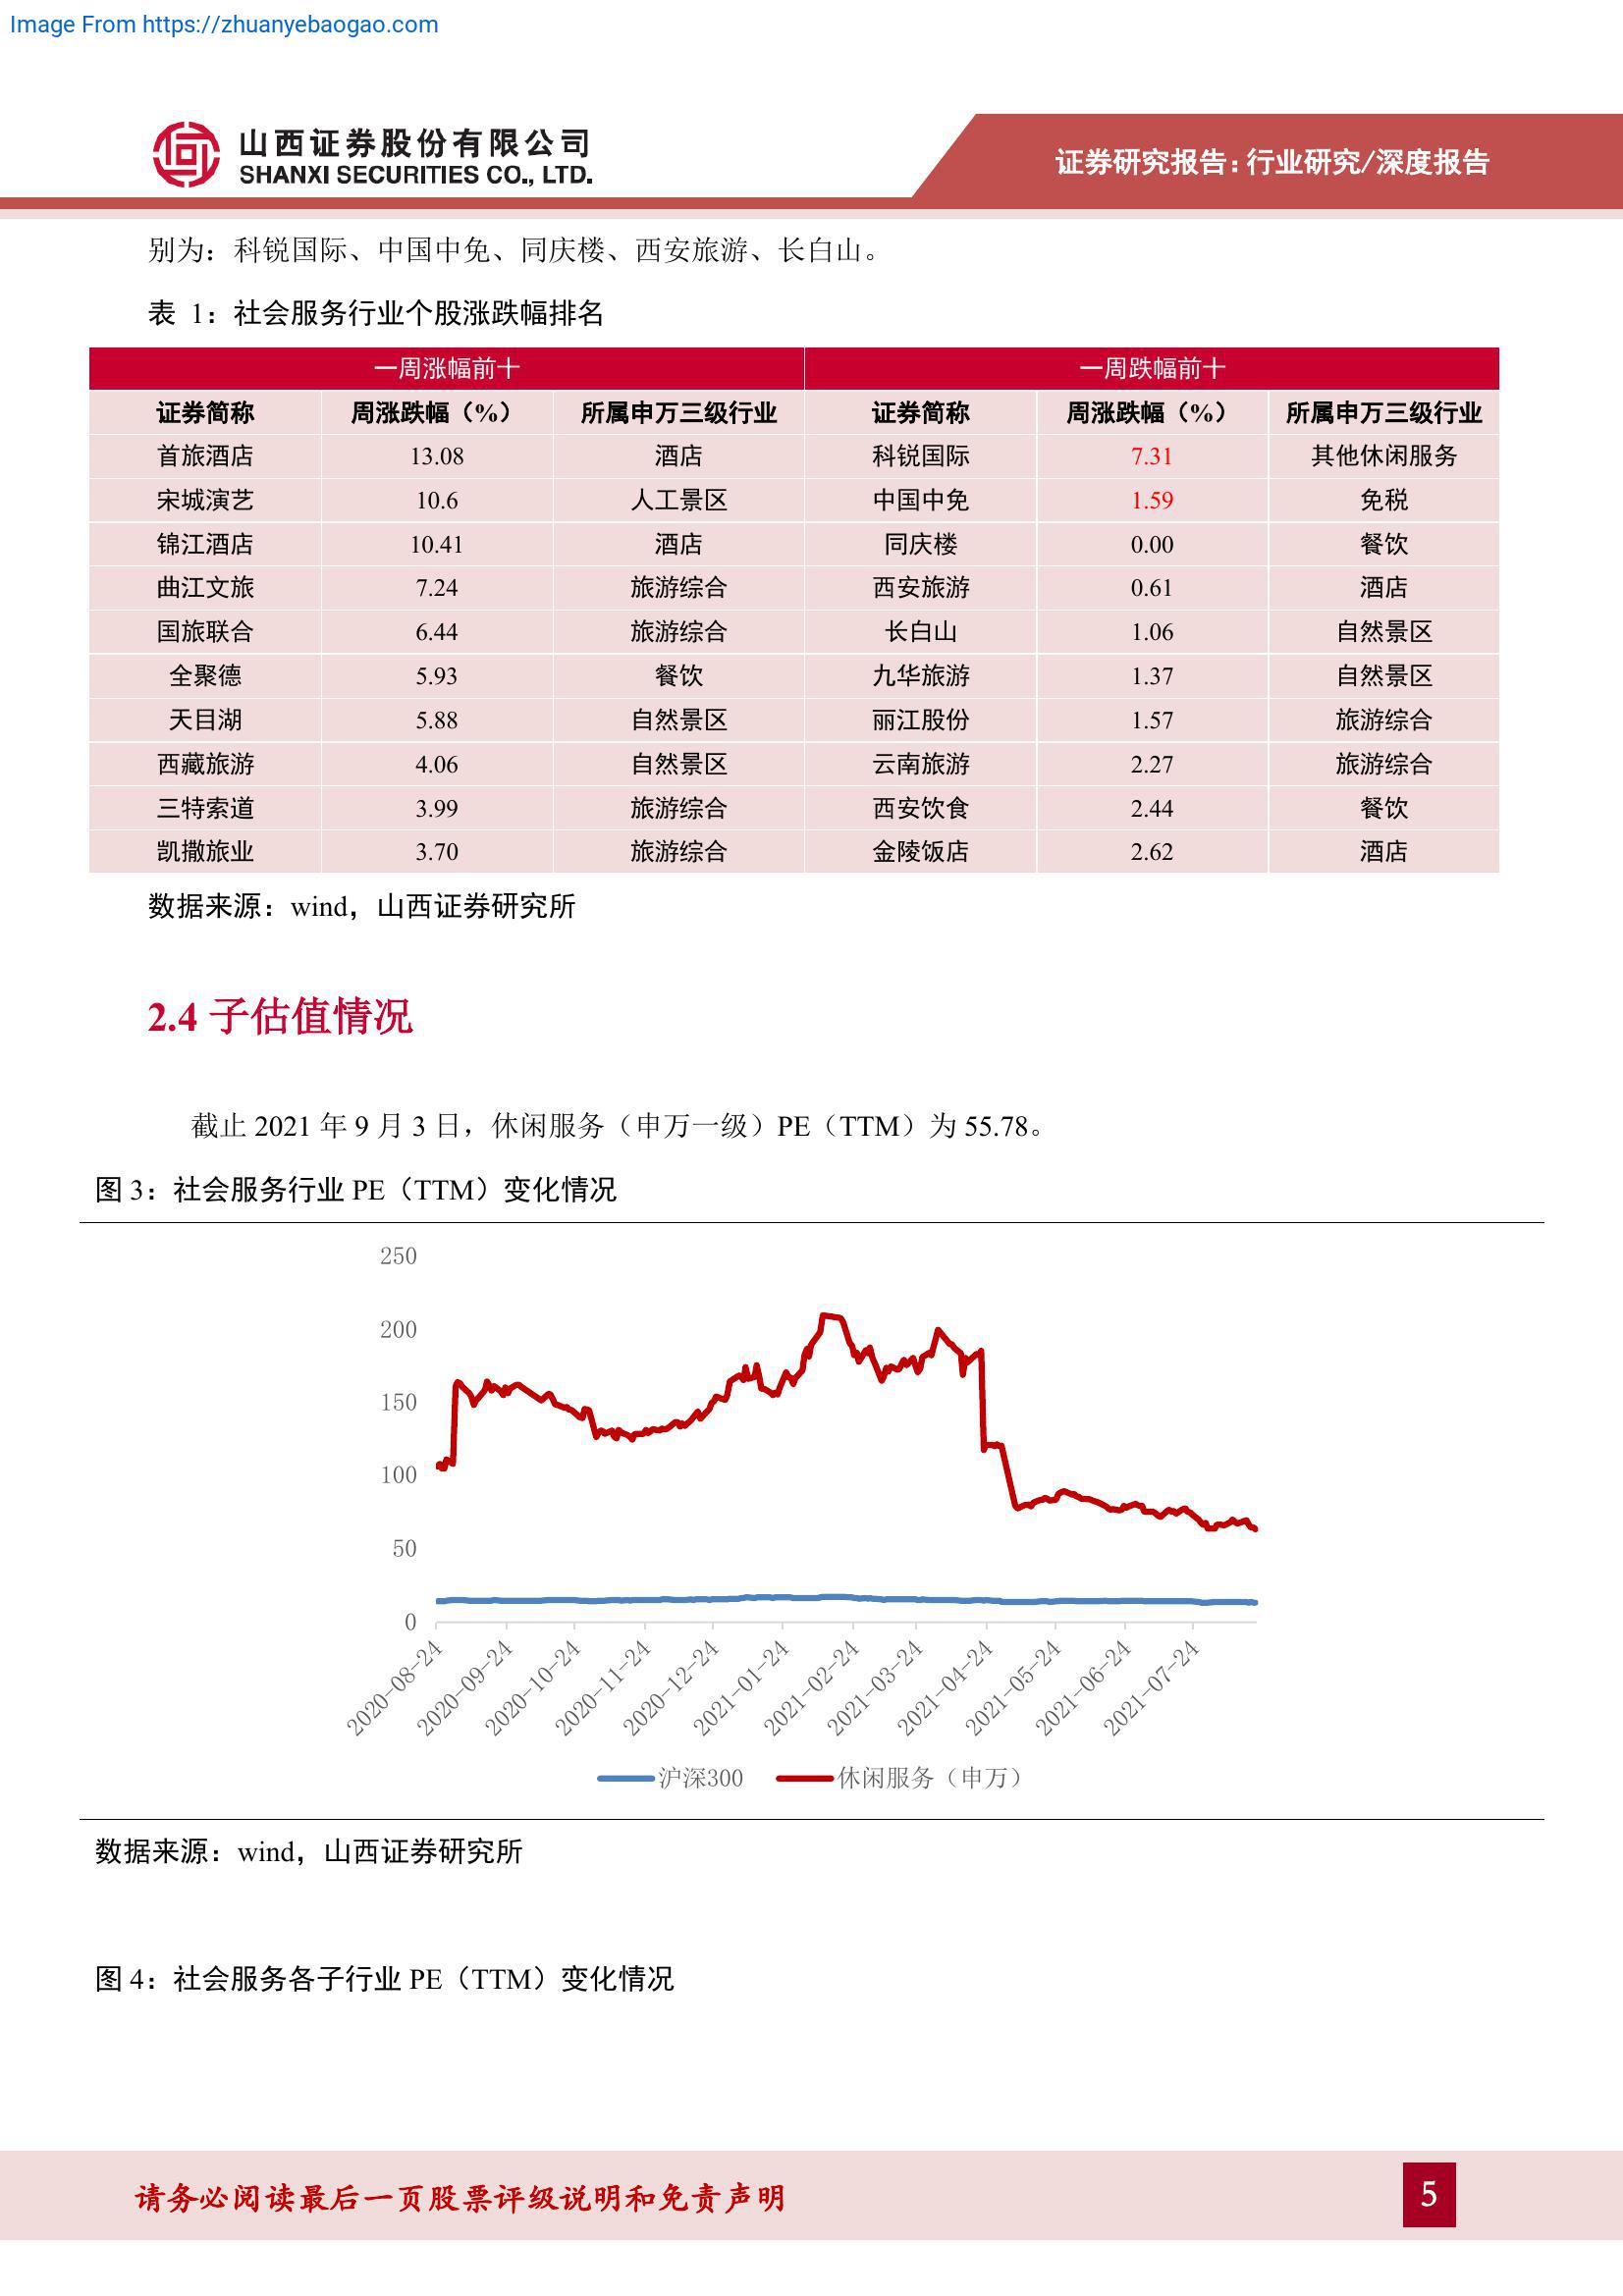 Image From https://zhuanyebaogao.com
山西证券股份有限公司
SHANXI SECURITIES CO., LTD.
证券研究报告：行业研究/深度报告
别为：科锐国际、中国中免、同庆楼、西安旅游、长白山。
表 1：社会服务行业个股涨跌幅排名
一周涨幅前十 一周跌幅前十
证券简称 周涨跌幅（%） 所属申万三级行业 证券简称 周涨跌幅（%） 所属申万三级行业
首旅酒店 13.08 酒店 科锐国际 7.31 其他休闲服务
宋城演艺 10.6 人工景区 中国中免 1.59 免税
锦江酒店 10.41 酒店 同庆楼 0.00 餐饮
曲江文旅 7.24 旅游综合 西安旅游 0.61 酒店
国旅联合 6.44 旅游综合 长白山 1.06 自然景区
全聚德 5.93 餐饮 九华旅游 1.37 自然景区
天目湖 5.88 自然景区 丽江股份 1.57 旅游综合
西藏旅游 4.06 自然景区 云南旅游 2.27 旅游综合
三特索道 3.99 旅游综合 西安饮食 2.44 餐饮
凯撒旅业 3.70 旅游综合 金陵饭店 2.62 酒店
数据来源：wind，山西证券研究所
2.4 子估值情况
截止 2021 年 9 月 3 日，休闲服务（申万一级）PE（TTM）为 55.78。
图 3：社会服务行业 PE（TTM）变化情况
250
200
150
100
50
0
2020-08-24 2020-09-24 2020-10-24 2020-11-24 2020-12-24 2021-01-24 2021-02-24 2021-03-24 2021-04-24 2021-05-24 2021-06-24 2021-07-24
沪深300 休闲服务（申万）
数据来源：wind，山西证券研究所
图 4：社会服务各子行业 PE（TTM）变化情况
请务必阅读最后一页股票评级说明和免责声明
5